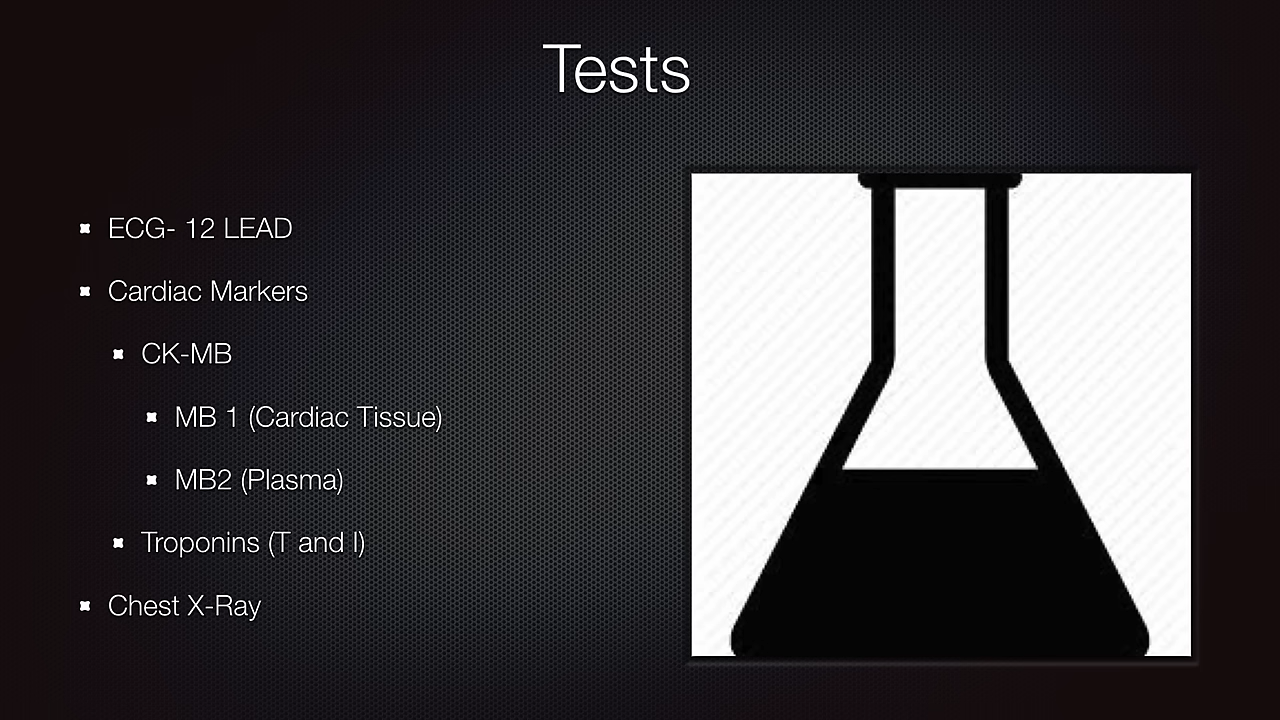 Tests
ECG- 12 LEAD
Cardiac Markers
CK-MB
MB 1 (Cardiac Tissue)
MB2 (Plasma)
Troponins (T and I)
Chest X-Ray